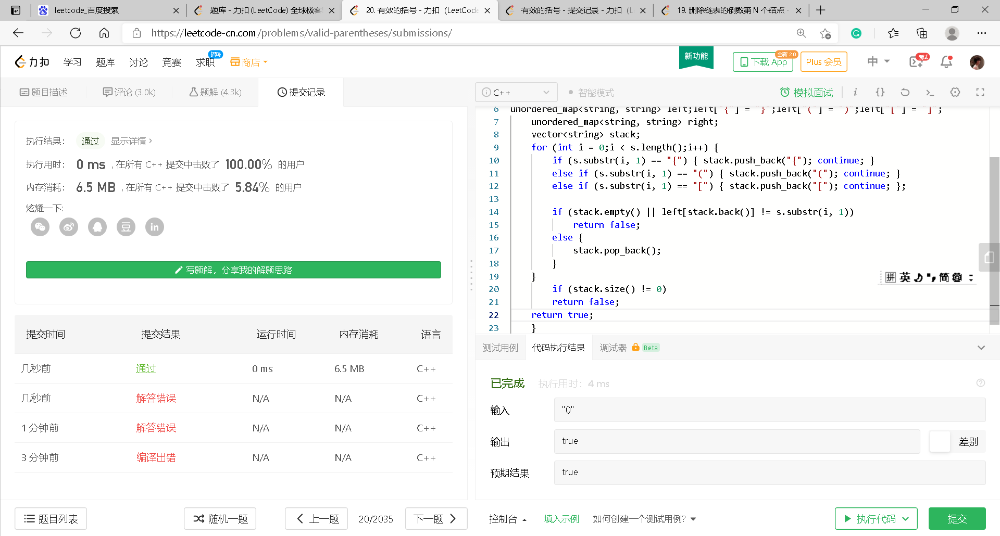 leetcode_百度搜索
题库 - 力扣 (LeetCode) 全球极客
20. 有效的括号 - 力扣（LeetCode
有效的括号 - 提交记录 - 力扣（L
19. 删除链表的倒数第 N 个结点 -
https://leetcode-cn.com/problems/valid-parentheses/submissions/
力扣
学习
题库
讨论
竞赛
求职
招聘
商店
新功能
下载 App
全新 2.0
Plus 会员
中
面试
题目描述
评论 (3.0k)
题解 (4.3k)
提交记录
C++
智能模式
模拟面试
执行结果：
通过
显示详情 >
执行用时：
0 ms , 在所有 C++ 提交中击败了 100.00% 的用户
内存消耗：
6.5 MB , 在所有 C++ 提交中击败了 5.84% 的用户
炫耀一下:
豆
in
写题解，分享我的解题思路
提交时间 提交结果 运行时间 内存消耗 语言
几秒前 通过 0 ms 6.5 MB C++
几秒前 解答错误 N/A N/A C++
1 分钟前 解答错误 N/A N/A C++
3 分钟前 编译出错 N/A N/A C++
题目列表
随机一题
上一题
20/2035
下一题
6 unordered_map<string, string> left;left["{"] = "}";left["("] = ")";left["["] = "]";
7 unordered_map<string, string> right;
8 vector<string> stack;
9 for (int i = 0;i < s.length();i++) {
10 if (s.substr(i, 1) == "{") { stack.push_back("{"); continue; }
11 else if (s.substr(i, 1) == "(") { stack.push_back("("); continue; }
12 else if (s.substr(i, 1) == "[") { stack.push_back("["); continue; };
13
14 if (stack.empty() || left[stack.back()] != s.substr(i, 1))
15 return false;
16 else {
17 stack.pop_back();
18 }
19 }
20 if (stack.size() != 0)
21 return false;
22 return true;
23 }
拼 英 简
测试用例
代码执行结果
调试器
Beta
已完成
执行用时：4 ms
输入
"()"
输出
true
差别
预期结果
true
控制台
填入示例
如何创建一个测试用例?
执行代码
提交